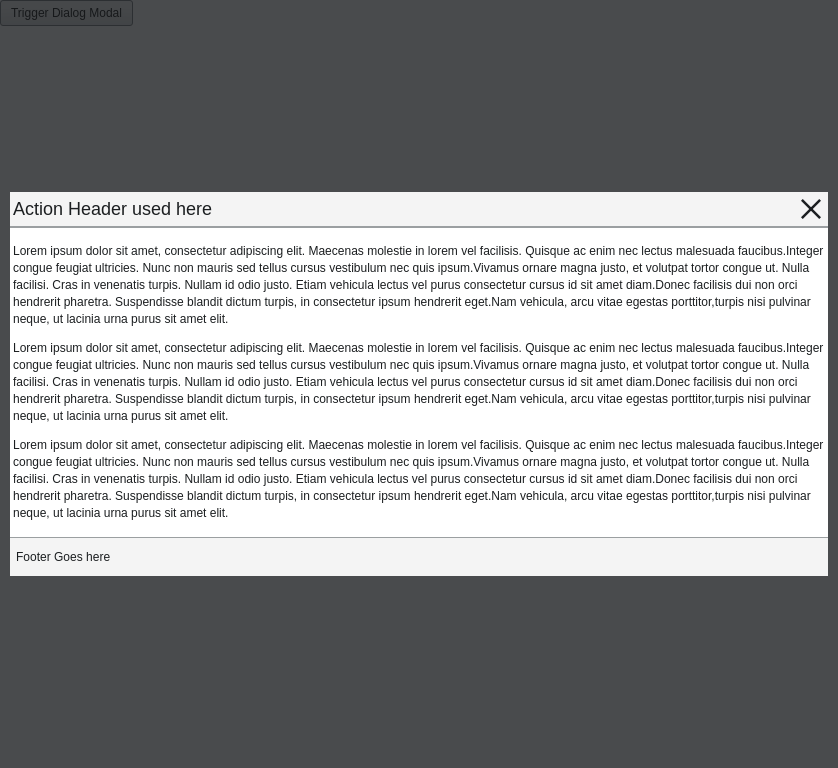 Trigger Dialog Modal
Action Header used here
Lorem ipsum dolor sit amet, consectetur adipiscing elit. Maecenas molestie in lorem vel facilisis. Quisque ac enim nec lectus malesuada faucibus.Integer
congue feugiat ultricies. Nunc non mauris sed tellus cursus vestibulum nec quis ipsum.Vivamus ornare magna justo, et volutpat tortor congue ut. Nulla
facilisi. Cras in venenatis turpis. Nullam id odio justo. Etiam vehicula lectus vel purus consectetur cursus id sit amet diam.Donec facilisis dui non orci
hendrerit pharetra. Suspendisse blandit dictum turpis, in consectetur ipsum hendrerit eget.Nam vehicula, arcu vitae egestas porttitor,turpis nisi pulvinar
neque, ut lacinia urna purus sit amet elit.
Lorem ipsum dolor sit amet, consectetur adipiscing elit. Maecenas molestie in lorem vel facilisis. Quisque ac enim nec lectus malesuada faucibus.Integer
congue feugiat ultricies. Nunc non mauris sed tellus cursus vestibulum nec quis ipsum.Vivamus ornare magna justo, et volutpat tortor congue ut. Nulla
facilisi. Cras in venenatis turpis. Nullam id odio justo. Etiam vehicula lectus vel purus consectetur cursus id sit amet diam.Donec facilisis dui non orci
hendrerit pharetra. Suspendisse blandit dictum turpis, in consectetur ipsum hendrerit eget.Nam vehicula, arcu vitae egestas porttitor,turpis nisi pulvinar
neque, ut lacinia urna purus sit amet elit.
Lorem ipsum dolor sit amet, consectetur adipiscing elit. Maecenas molestie in lorem vel facilisis. Quisque ac enim nec lectus malesuada faucibus.Integer
congue feugiat ultricies. Nunc non mauris sed tellus cursus vestibulum nec quis ipsum.Vivamus ornare magna justo, et volutpat tortor congue ut. Nulla
facilisi. Cras in venenatis turpis. Nullam id odio justo. Etiam vehicula lectus vel purus consectetur cursus id sit amet diam.Donec facilisis dui non orci
hendrerit pharetra. Suspendisse blandit dictum turpis, in consectetur ipsum hendrerit eget.Nam vehicula, arcu vitae egestas porttitor,turpis nisi pulvinar
neque, ut lacinia urna purus sit amet elit.
Footer Goes here